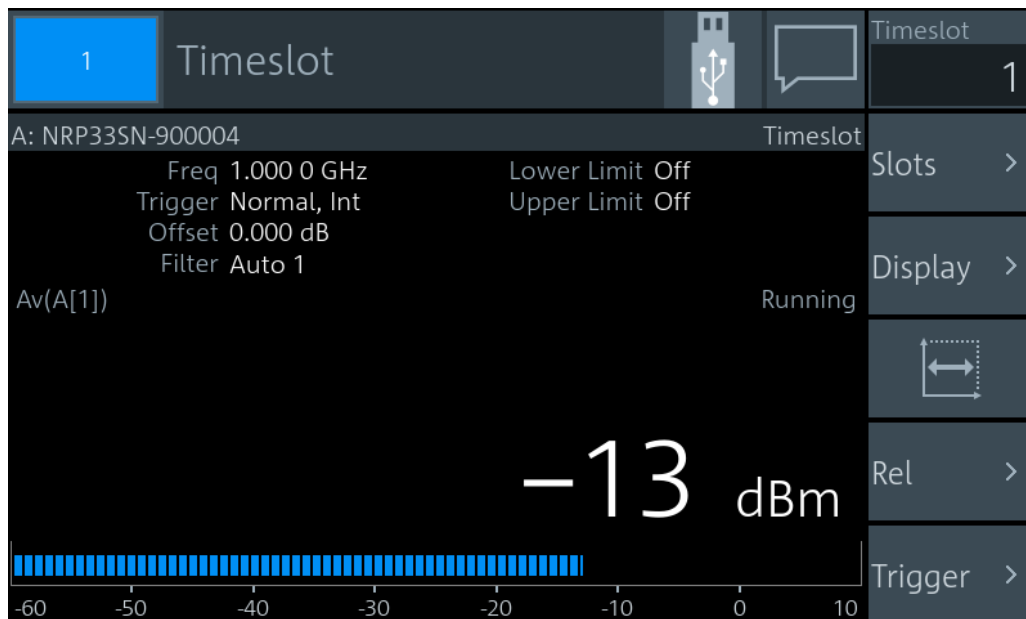 1 Timeslot
Timeslot
1
A: NRP33SN-900004 Timeslot
Freq 1.000 0 GHz Lower Limit Off
Trigger Normal, Int Upper Limit Off
Offset 0.000 dB
Filter Auto 1
Av(A[1]) Running
−13 dBm
-60 -50 -40 -30 -20 -10 0 10
Slots >
Display >
Rel >
Trigger >